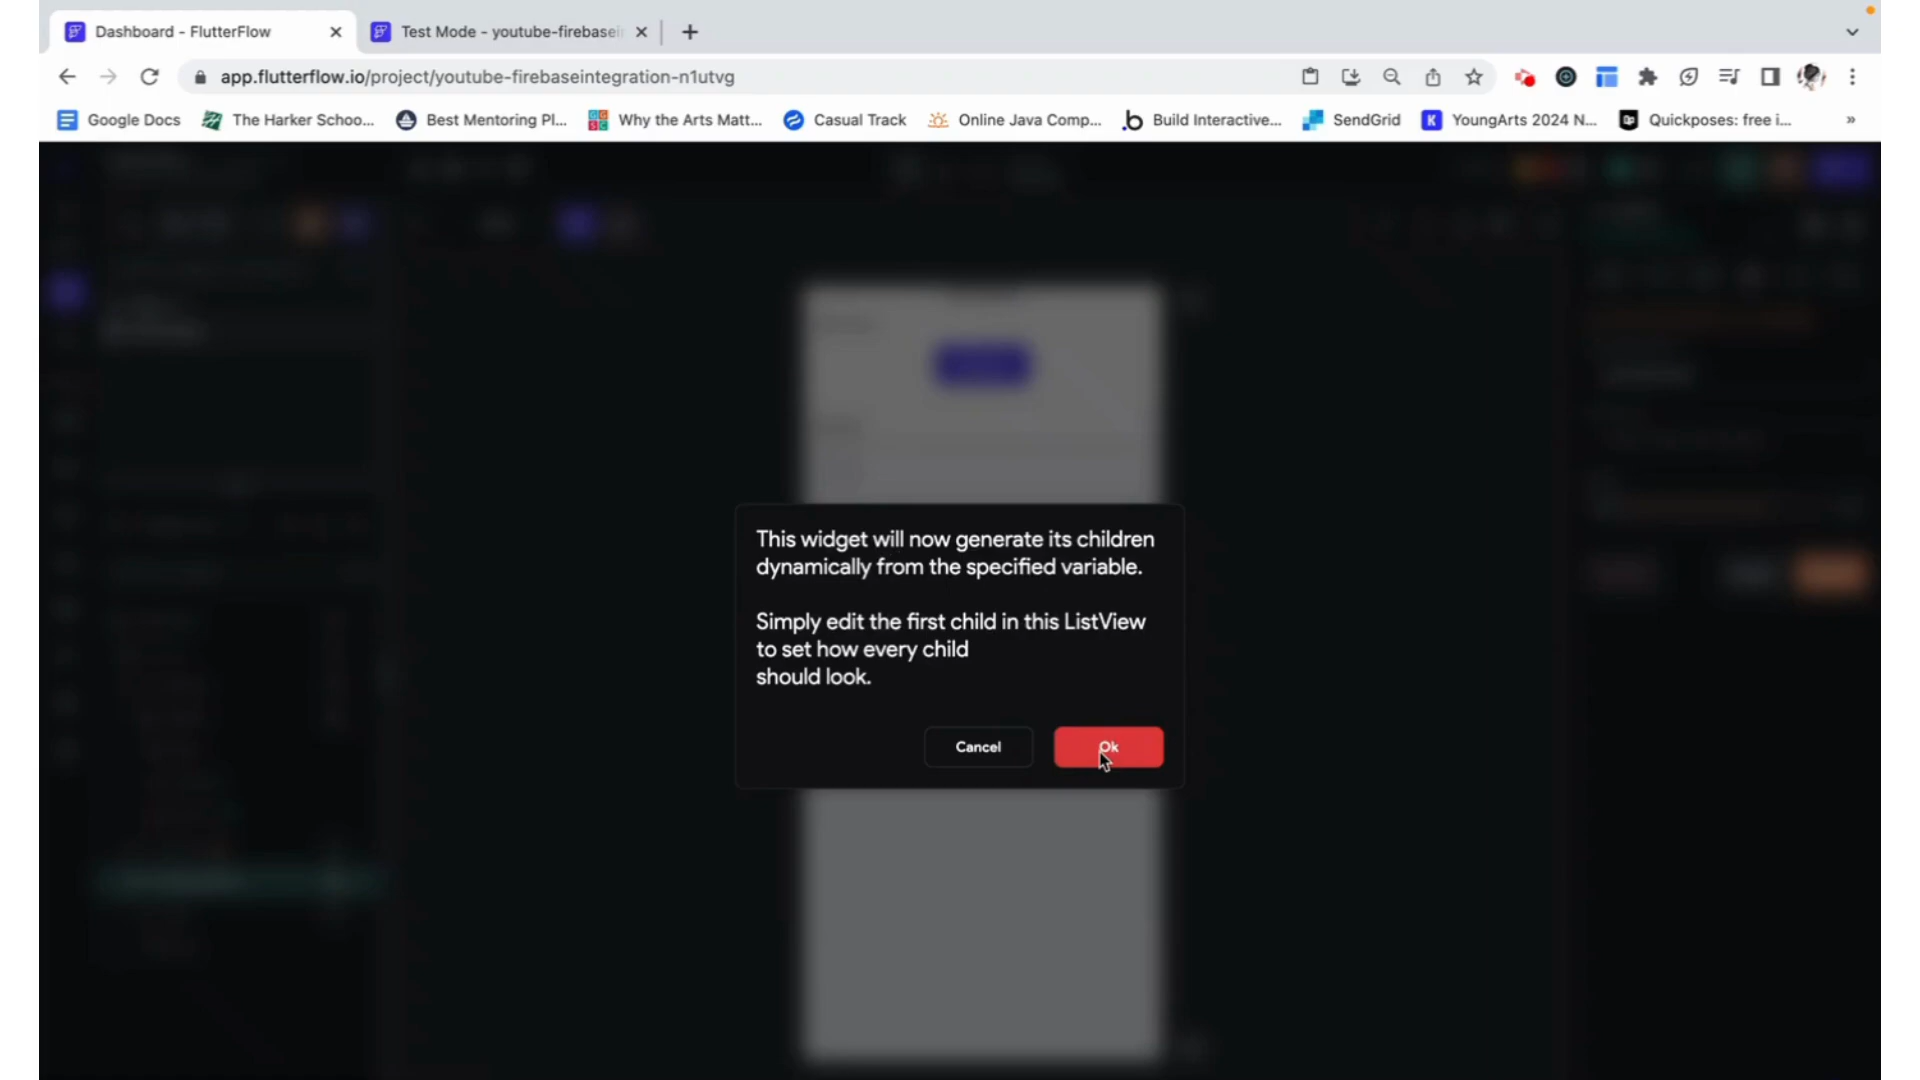 Dashboard - FlutterFlow
Test Mode - youtube-firebasei
app.flutterflow.io/project/youtube-firebaseintegration-n1utvg
Google Docs
The Harker Schoo...
Best Mentoring Pl...
Why the Arts Matt...
Casual Track
Online Java Comp...
Build Interactive...
SendGrid
YoungArts 2024 N...
Quickposes: free i...
This widget will now generate its children
dynamically from the specified variable.
Simply edit the first child in this ListView
to set how every child
should look.
Cancel
Ok